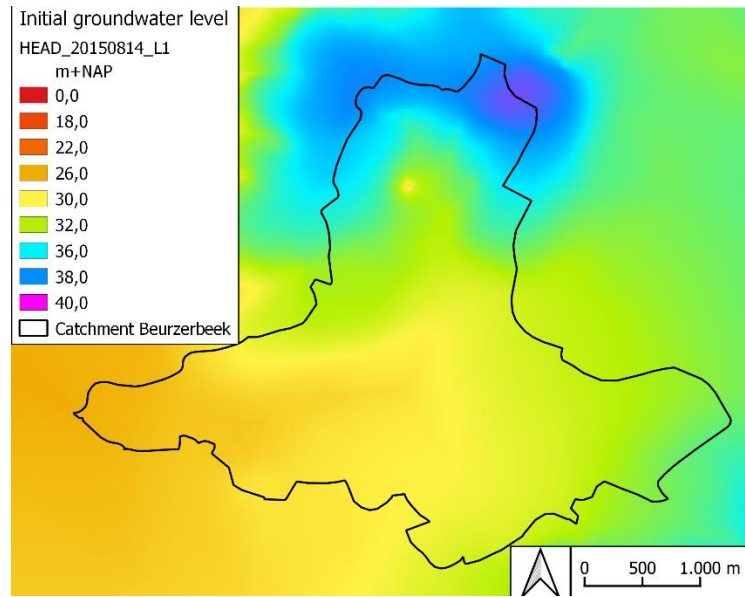 Initial groundwater level
HEAD_20150814_L1
m+NAP
0,0
18,0
22,0
26,0
30,0
32,0
36,0
38,0
40,0
Catchment Beurzerbeek
0 500 1.000 m